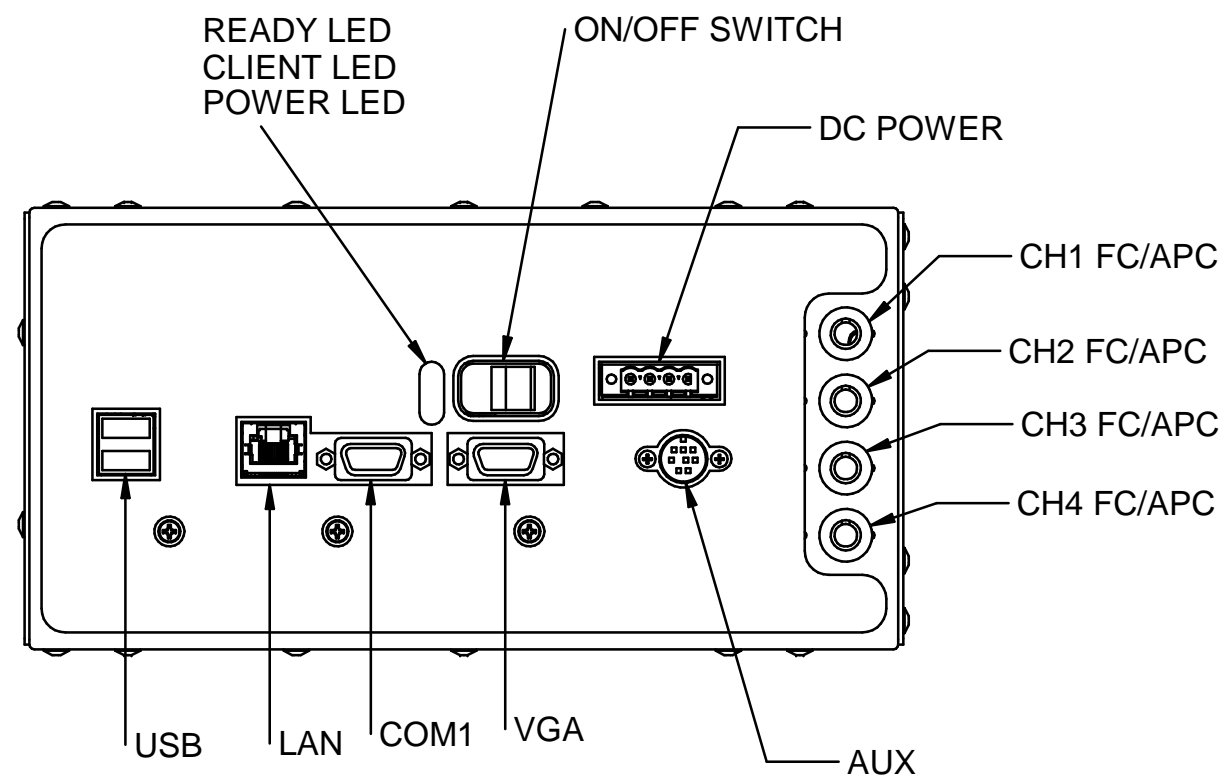 READY LED
CLIENT LED
POWER LED
ON/OFF SWITCH
DC POWER
CH1 FC/APC
CH2 FC/APC
CH3 FC/APC
CH4 FC/APC
USB
LAN
COM1
VGA
AUX